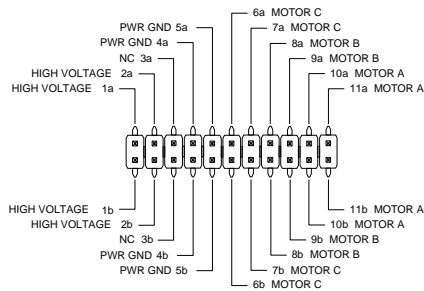 6a MOTOR C
PWR GND 5a
7a MOTOR C
PWR GND 4a
8a MOTOR B
NC 3a
9a MOTOR B
HIGH VOLTAGE 2a
10a MOTOR A
HIGH VOLTAGE 1a
11a MOTOR A
HIGH VOLTAGE 1b
11b MOTOR A
HIGH VOLTAGE 2b
10b MOTOR A
NC 3b
9b MOTOR B
PWR GND 4b
8b MOTOR B
PWR GND 5b
7b MOTOR C
6b MOTOR C